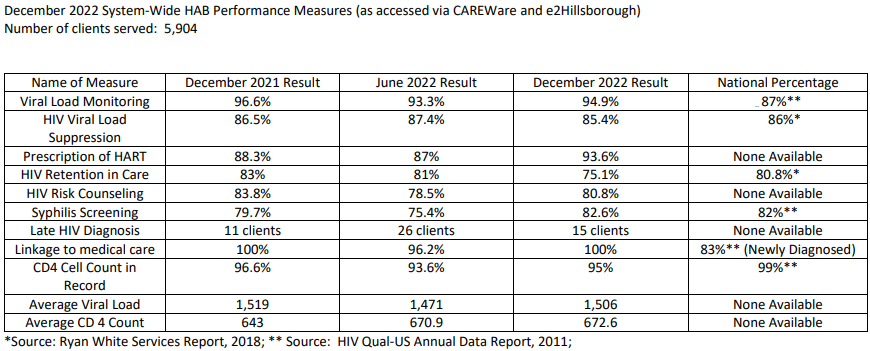 December 2022 System-Wide HAB Performance Measures (as accessed via CAREWare and e2Hillsborough)
Number of clients served:  5,904
Name of Measure December 2021 Result June 2022 Result December 2022 Result National Percentage
Viral Load Monitoring 96.6% 93.3% 94.9% 87%**
HIV Viral Load 86.5% 87.4% 85.4% 86%*
Suppression
Prescription of HART 88.3% 87% 93.6% None Available
HIV Retention in Care 83% 81% 75.1% 80.8%*
HIV Risk Counseling 83.8% 78.5% 80.8% None Available
Syphilis Screening 79.7% 75.4% 82.6% 82%**
Late HIV Diagnosis 11 clients 26 clients 15 clients None Available
Linkage to medical care 100% 96.2% 100% 83%** (Newly Diagnosed)
CD4 Cell Count in 96.6% 93.6% 95% 99%**
Record
Average Viral Load 1,519 1,471 1,506 None Available
Average CD 4 Count 643 670.9 672.6 None Available
*Source: Ryan White Services Report, 2018; ** Source:  HIV Qual-US Annual Data Report, 2011;